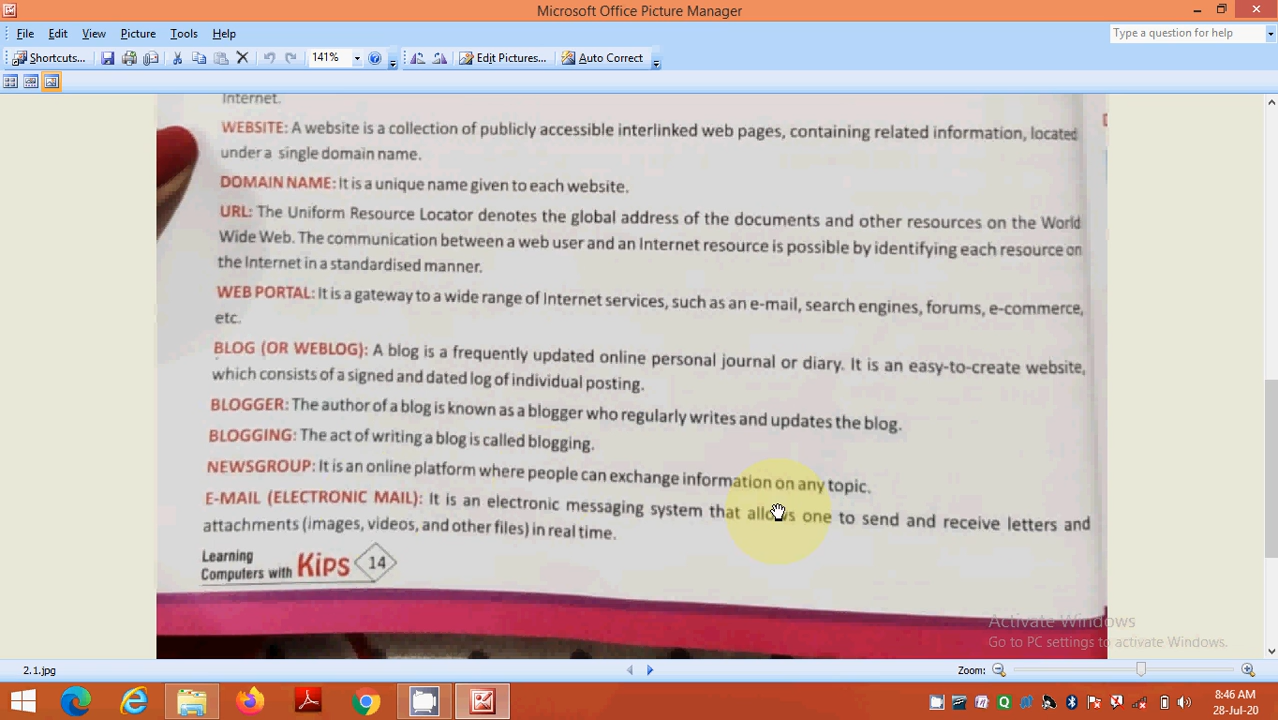 Microsoft Office Picture Manager
File Edit View Picture Tools Help
Type a question for help
Shortcuts... 141% Edit Pictures... Auto Correct
Internet.
WEBSITE: A website is a collection of publicly accessible interlinked web pages, containing related information, located
under a single domain name.
DOMAIN NAME: It is a unique name given to each website.
URL: The Uniform Resource Locator denotes the global address of the documents and other resources on the World
Wide Web. The communication between a web user and an Internet resource is possible by identifying each resource on
the Internet in a standardised manner.
WEB PORTAL: It is a gateway to a wide range of Internet services, such as an e-mail, search engines, forums, e-commerce,
etc.
BLOG (OR WEBLOG): A blog is a frequently updated online personal journal or diary. It is an easy-to-create website,
which consists of a signed and dated log of individual posting.
BLOGGER: The author of a blog is known as a blogger who regularly writes and updates the blog.
BLOGGING: The act of writing a blog is called blogging.
NEWSGROUP: It is an online platform where people can exchange information on any topic.
E-MAIL (ELECTRONIC MAIL): It is an electronic messaging system that allows one to send and receive letters and
attachments (images, videos, and other files) in real time.
Learning
Computers with Kips 14
Activate Windows
Go to PC settings to activate Windows.
2.1.jpg
Zoom:
8:46 AM
28-Jul-20